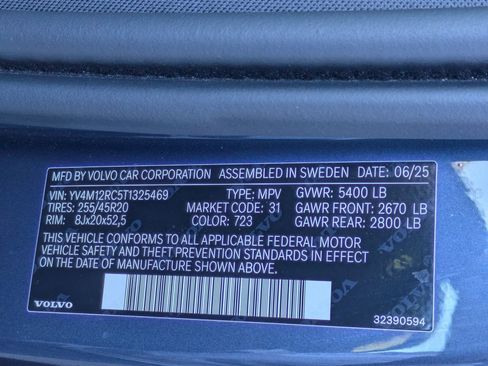 MFD BY VOLVO CAR CORPORATION ASSEMBLED IN SWEDEN DATE: 06/25
VIN: YV4M12RC5T1325469 TYPE: MPV GVWR: 5400 LB
TIRES: 255/45R20 MARKET CODE: 31 GAWR FRONT: 2670 LB
RIM: 8Jx20x52,5 COLOR: 723 GAWR REAR: 2800 LB
THIS VEHICLE CONFORMS TO ALL APPLICABLE FEDERAL MOTOR
VEHICLE SAFETY AND THEFT PREVENTION STANDARDS IN EFFECT
ON THE DATE OF MANUFACTURE SHOWN ABOVE.
VOLVO 32390594